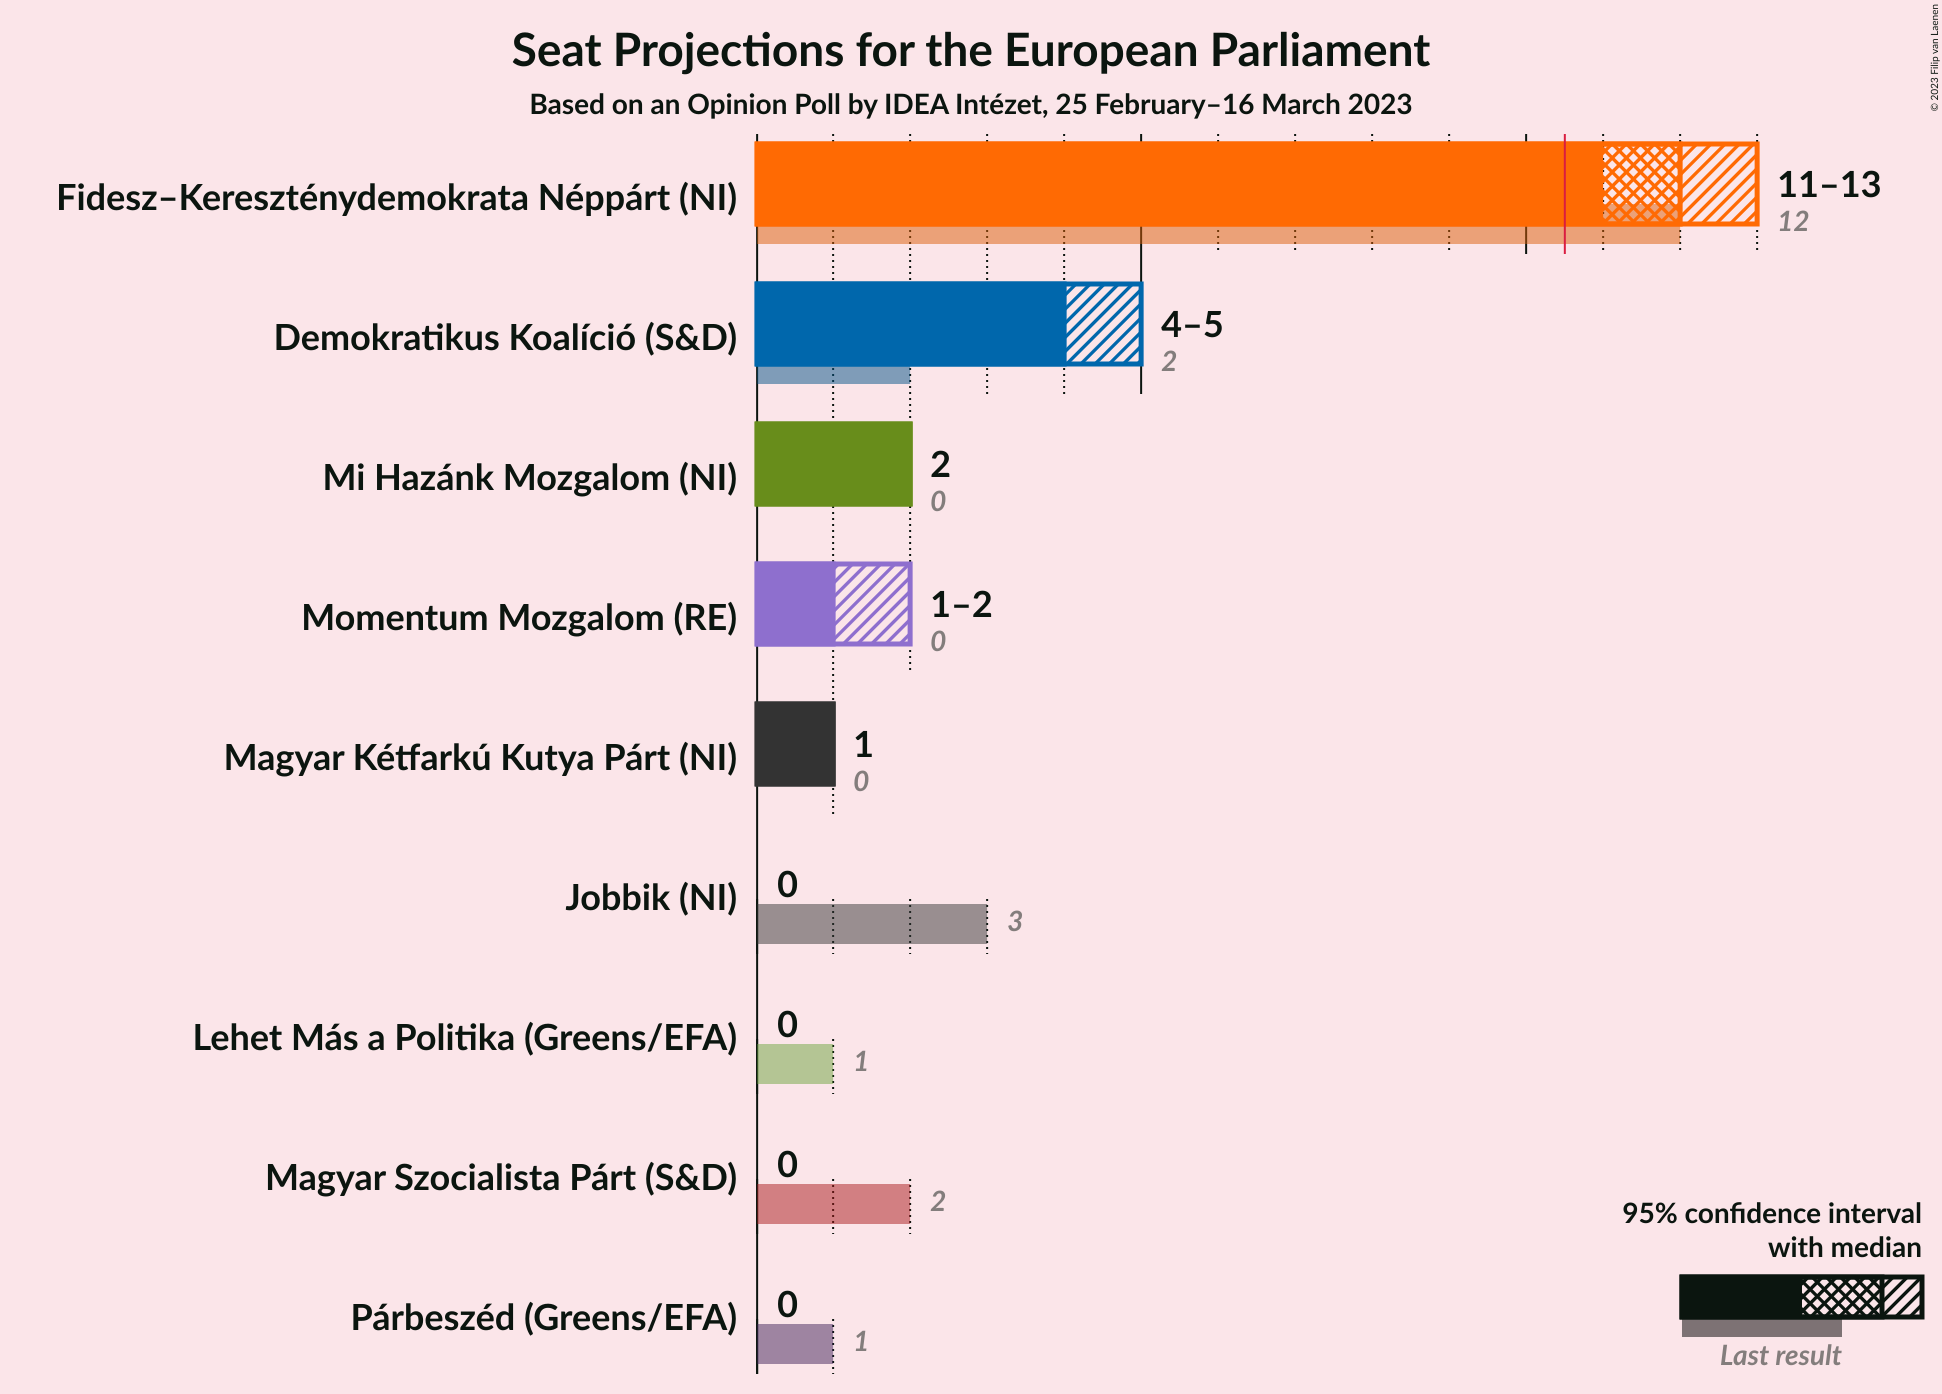 Seat Projections for the European Parliament
Based on an Opinion Poll by IDEA Intézet, 25 February–16 March 2023
© 2023 Filip van Laenen
Fidesz–Kereszténydemokrata Néppárt (NI)
11–13
12
Demokratikus Koalíció (S&D)
4–5
2
Mi Hazánk Mozgalom (NI)
2
0
Momentum Mozgalom (RE)
1–2
0
Magyar Kétfarkú Kutya Párt (NI)
1
0
Jobbik (NI)
0
3
Lehet Más a Politika (Greens/EFA)
0
1
Magyar Szocialista Párt (S&D)
0
2
Párbeszéd (Greens/EFA)
0
1
95% confidence interval
with median
Last result